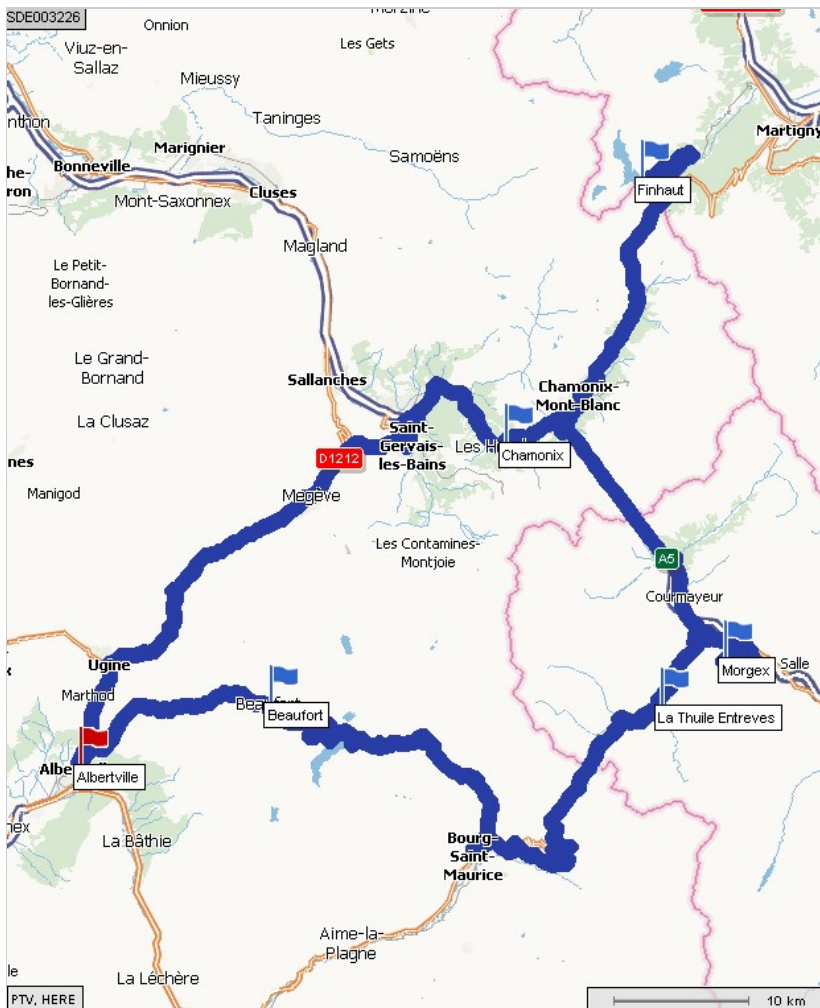 SDE003226
Onnion
Les Gets
Viuz-en-
Sallaz
Mieussy
Taninges
Marignier
Martigny
Samoëns
Bonneville
Cluses
Finhaut
Mont-Saxonnex
Magland
Le Petit-
Bornand-
les-Glières
Le Grand-
Bornand
Sallanches
Chamonix-
Mont-Blanc
La Clusaz
Saint-
Gervais-
les-Bains
Chamonix
D1212
Manigod
Megève
Les Contamines-
Montjoie
A5
Courmayeur
Ugine
Salle
Morgex
Marthod
La Thuile Entreves
Beaufort
Albertville
La Bâthie
Bourg-
Saint-
Maurice
Aime-la-
Plagne
La Léchère
PTV, HERE
10 km